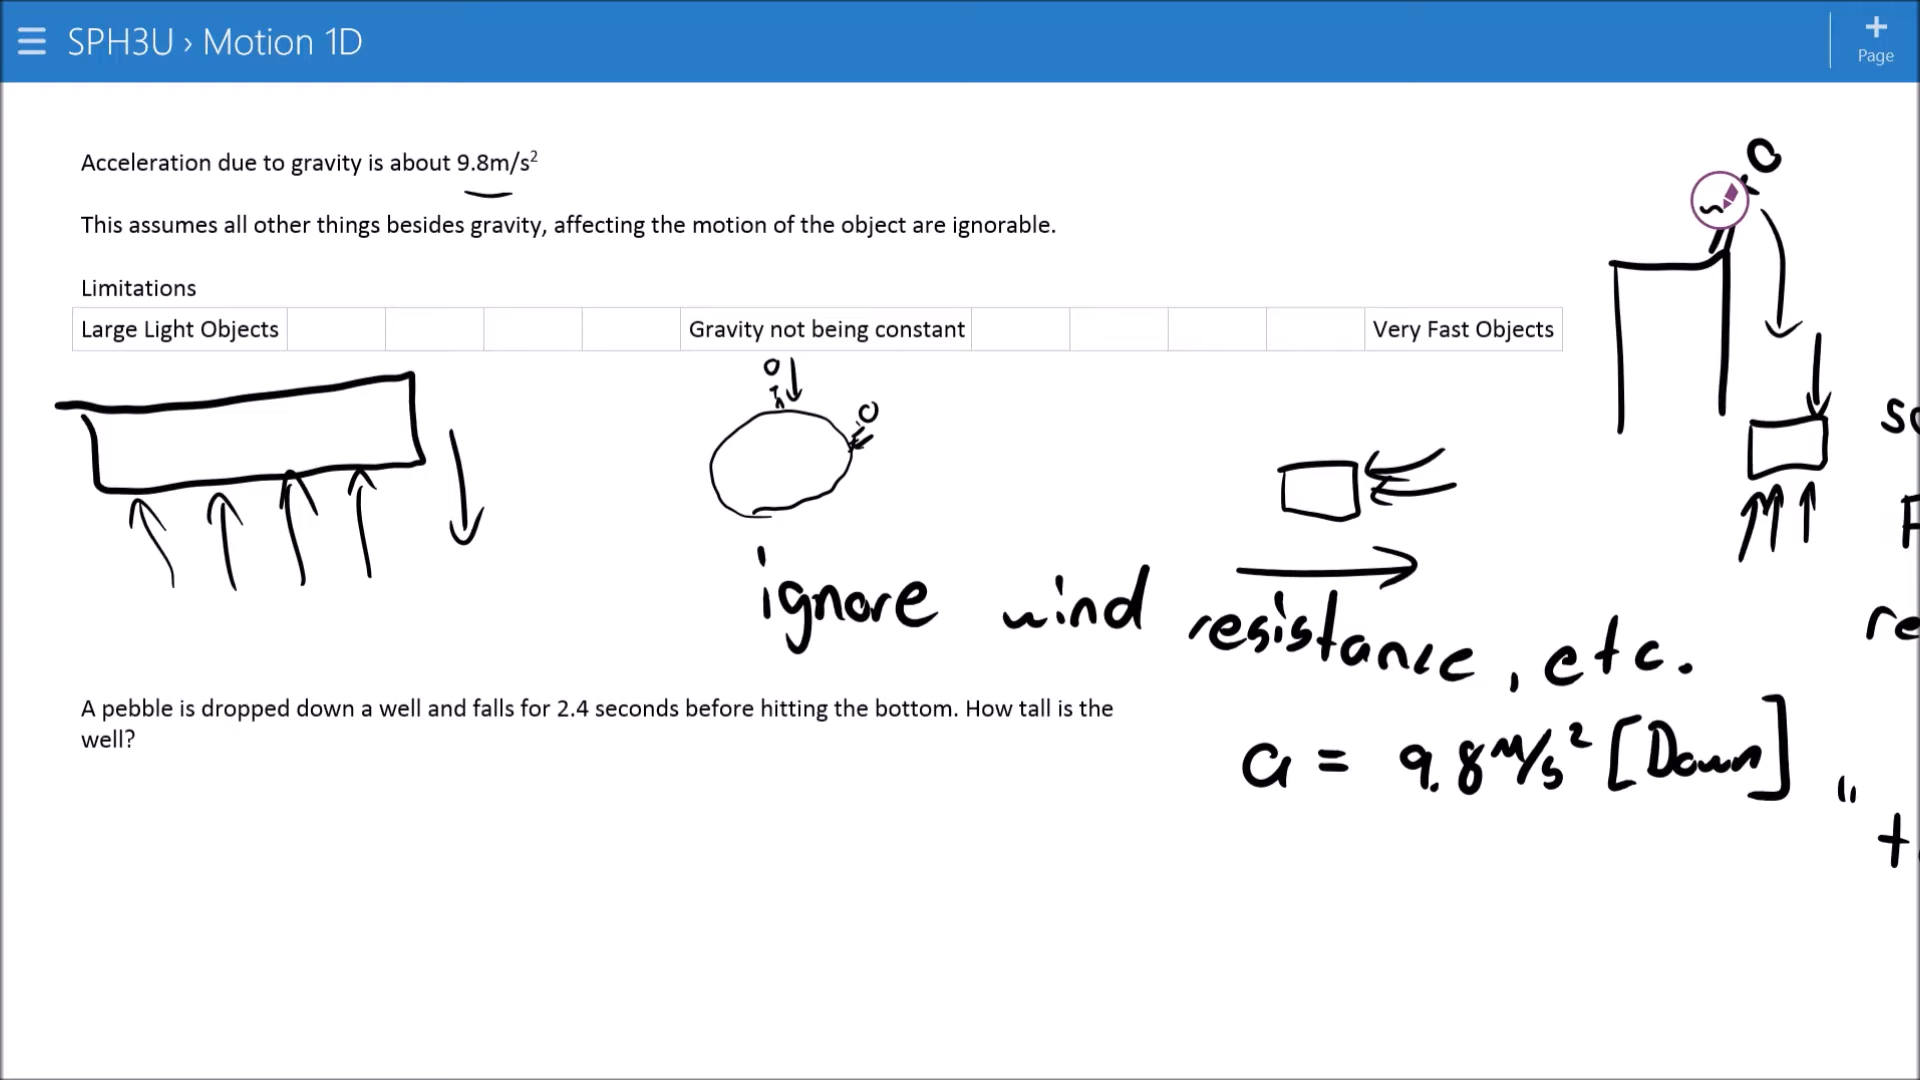 SPH3U › Motion 1D
+
Page
Acceleration due to gravity is about 9.8m/s²
This assumes all other things besides gravity, affecting the motion of the object are ignorable.
Limitations
Large Light Objects Gravity not being constant Very Fast Objects
ignore wind resistance, etc.
A pebble is dropped down a well and falls for 2.4 seconds before hitting the bottom. How tall is the
well?
a = 9.8 m/s² [Down]